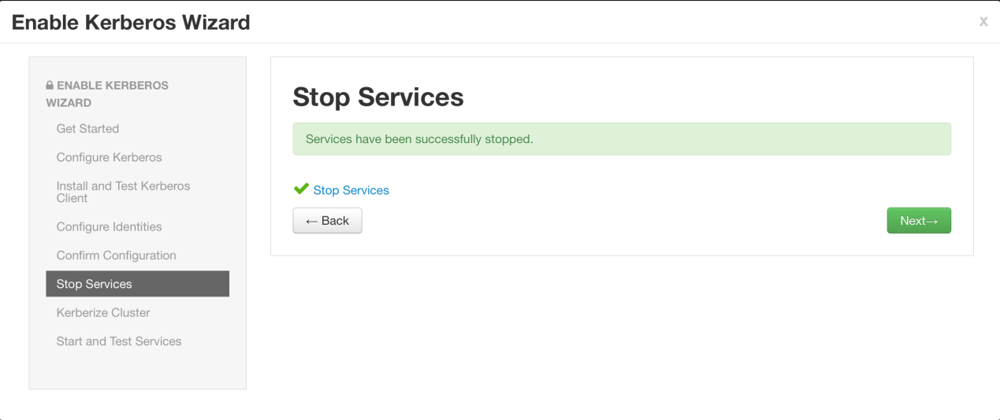 Enable Kerberos Wizard
x
ENABLE KERBEROS
WIZARD
Get Started
Configure Kerberos
Install and Test Kerberos
Client
Configure Identities
Confirm Configuration
Stop Services
Kerberize Cluster
Start and Test Services
Stop Services
Services have been successfully stopped.
Stop Services
← Back
Next→